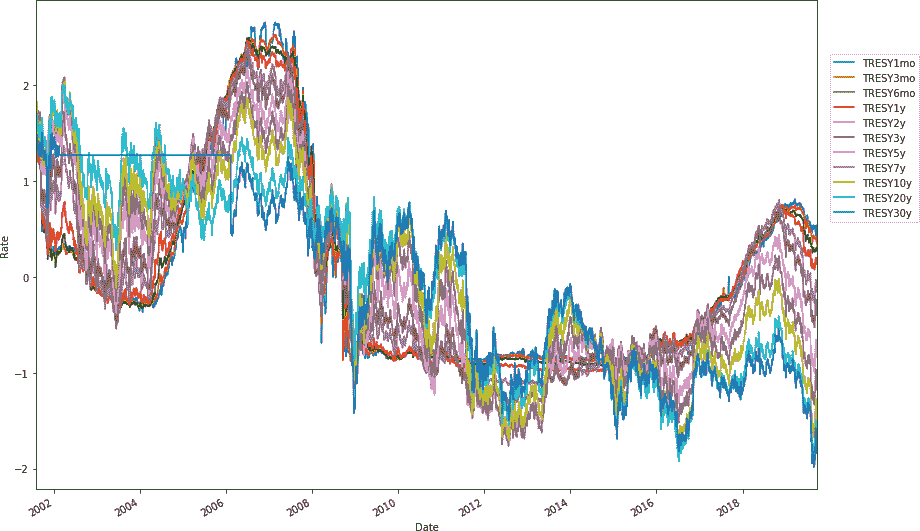 2
1
0
−1
−2
Rate
2002
2004
2006
2008
2010
2012
2014
2016
2018
Date
TRESY1mo
TRESY3mo
TRESY6mo
TRESY1y
TRESY2y
TRESY3y
TRESY5y
TRESY7y
TRESY10y
TRESY20y
TRESY30y